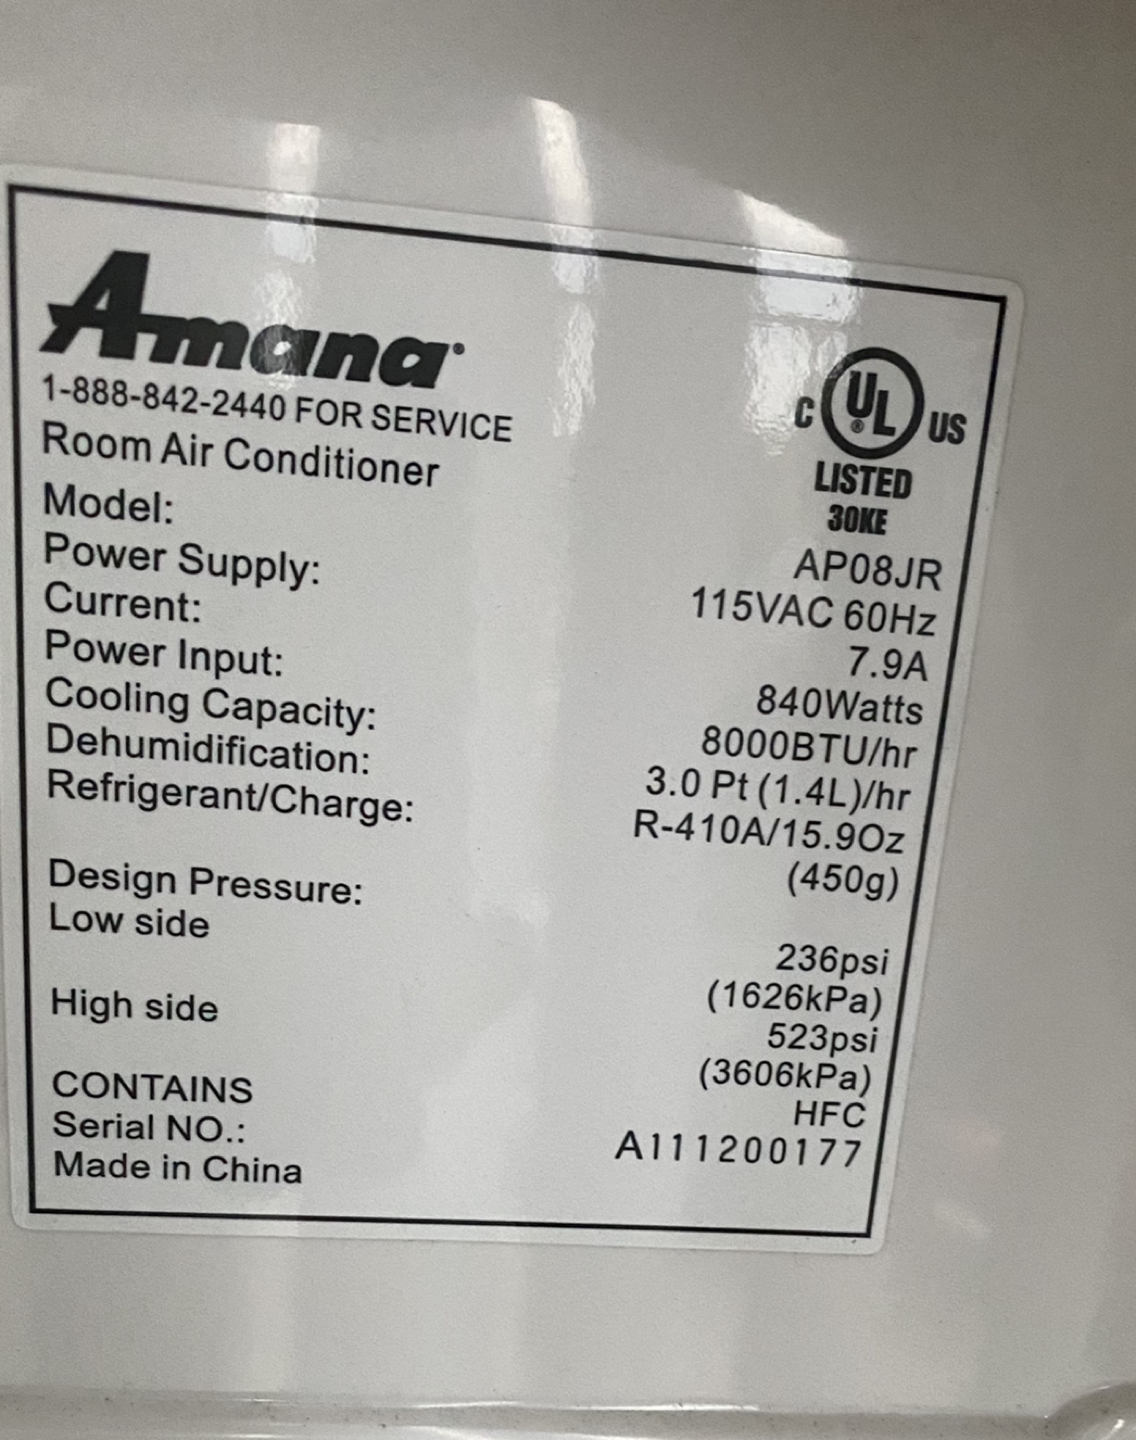 Amana
1-888-842-2440 FOR SERVICE
Room Air Conditioner
C UL® US
LISTED
30KE
Model: AP08JR
Power Supply: 115VAC 60Hz
Current: 7.9A
Power Input: 840Watts
Cooling Capacity: 8000BTU/hr
Dehumidification: 3.0 Pt (1.4L)/hr
Refrigerant/Charge: R-410A/15.9Oz
(450g)
Design Pressure:
Low side 236psi
(1626kPa)
High side 523psi
(3606kPa)
CONTAINS HFC
Serial NO.: A111200177
Made in China